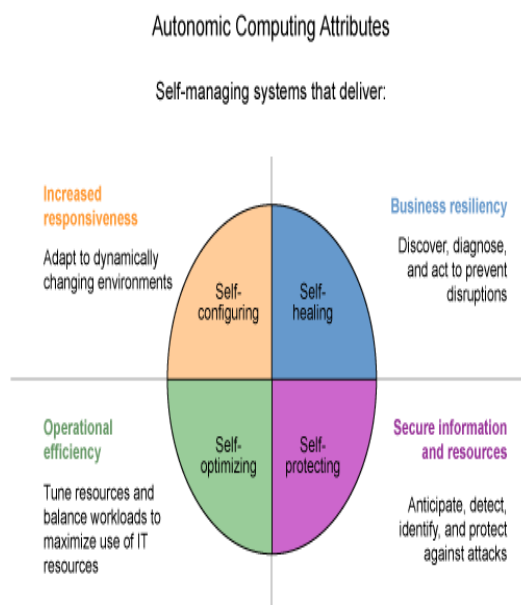 Autonomic Computing Attributes
Self-managing systems that deliver:
Increased
responsiveness
Adapt to dynamically
changing environments
Business resiliency
Discover, diagnose,
and act to prevent
disruptions
Self-
configuring
Self-
healing
Self-
optimizing
Self-
protecting
Operational
efficiency
Tune resources and
balance workloads to
maximize use of IT
resources
Secure information
and resources
Anticipate, detect,
identify, and protect
against attacks